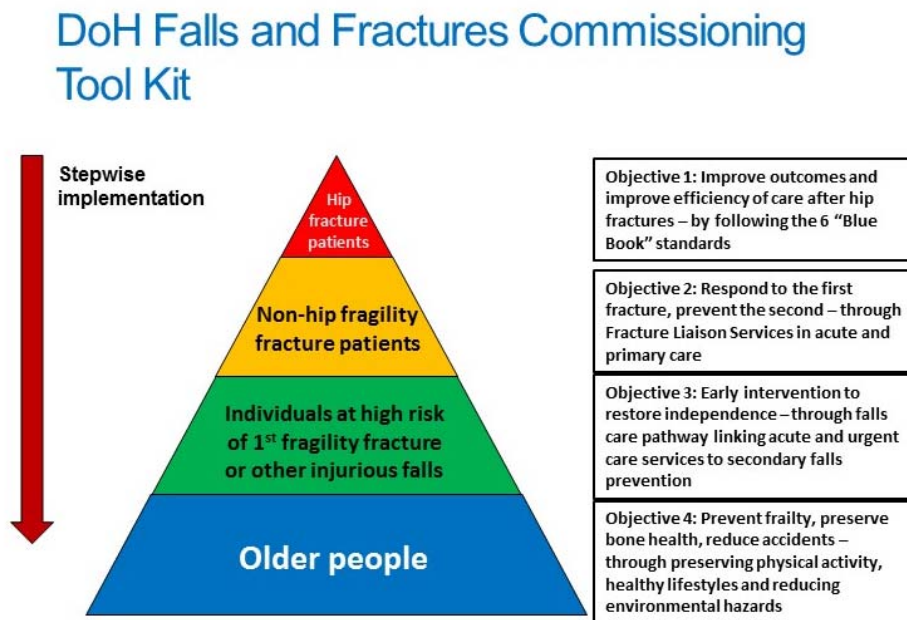 DoH Falls and Fractures Commissioning
Tool Kit
Stepwise
implementation
Hip
fracture
patients
Objective 1: Improve outcomes and
improve efficiency of care after hip
fractures – by following the 6 “Blue
Book” standards
Non-hip fragility
fracture patients
Objective 2: Respond to the first
fracture, prevent the second – through
Fracture Liaison Services in acute and
primary care
Individuals at high risk
of 1st fragility fracture
or other injurious falls
Objective 3: Early intervention to
restore independence – through falls
care pathway linking acute and urgent
care services to secondary falls
prevention
Older people
Objective 4: Prevent frailty, preserve
bone health, reduce accidents –
through preserving physical activity,
healthy lifestyles and reducing
environmental hazards